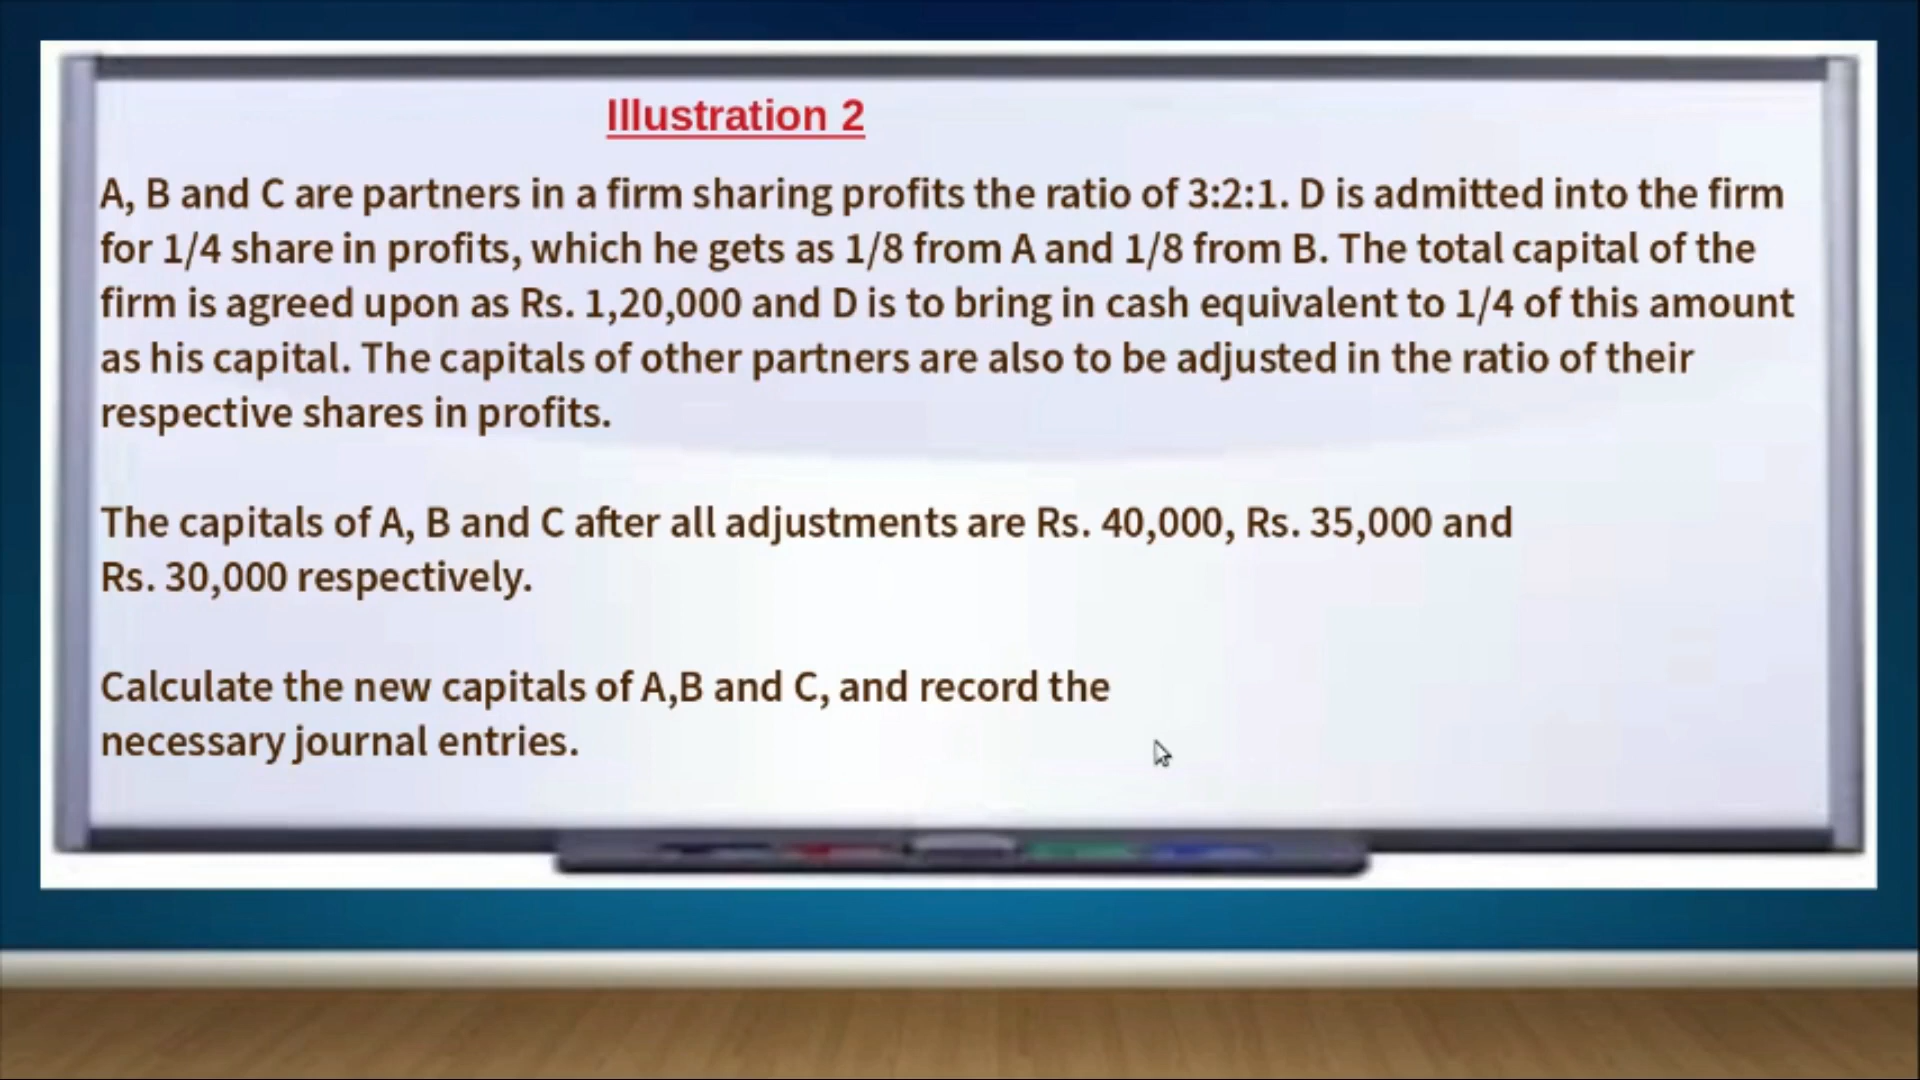 Illustration 2
A, B and C are partners in a firm sharing profits the ratio of 3:2:1. D is admitted into the firm
for 1/4 share in profits, which he gets as 1/8 from A and 1/8 from B. The total capital of the
firm is agreed upon as Rs. 1,20,000 and D is to bring in cash equivalent to 1/4 of this amount
as his capital. The capitals of other partners are also to be adjusted in the ratio of their
respective shares in profits.
The capitals of A, B and C after all adjustments are Rs. 40,000, Rs. 35,000 and
Rs. 30,000 respectively.
Calculate the new capitals of A,B and C, and record the
necessary journal entries.